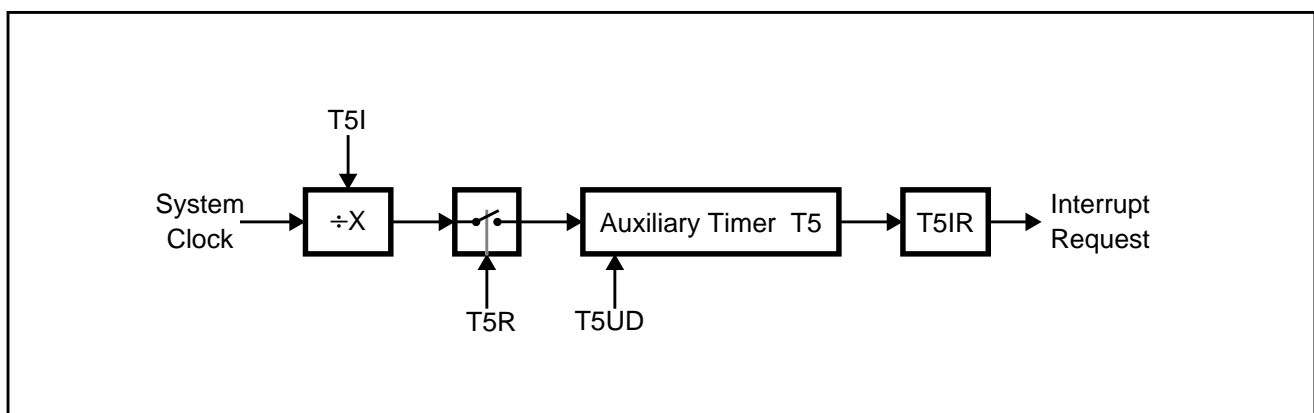 T5I
System
Clock
÷X
Auxiliary Timer T5
T5IR
Interrupt
Request
T5R
T5UD